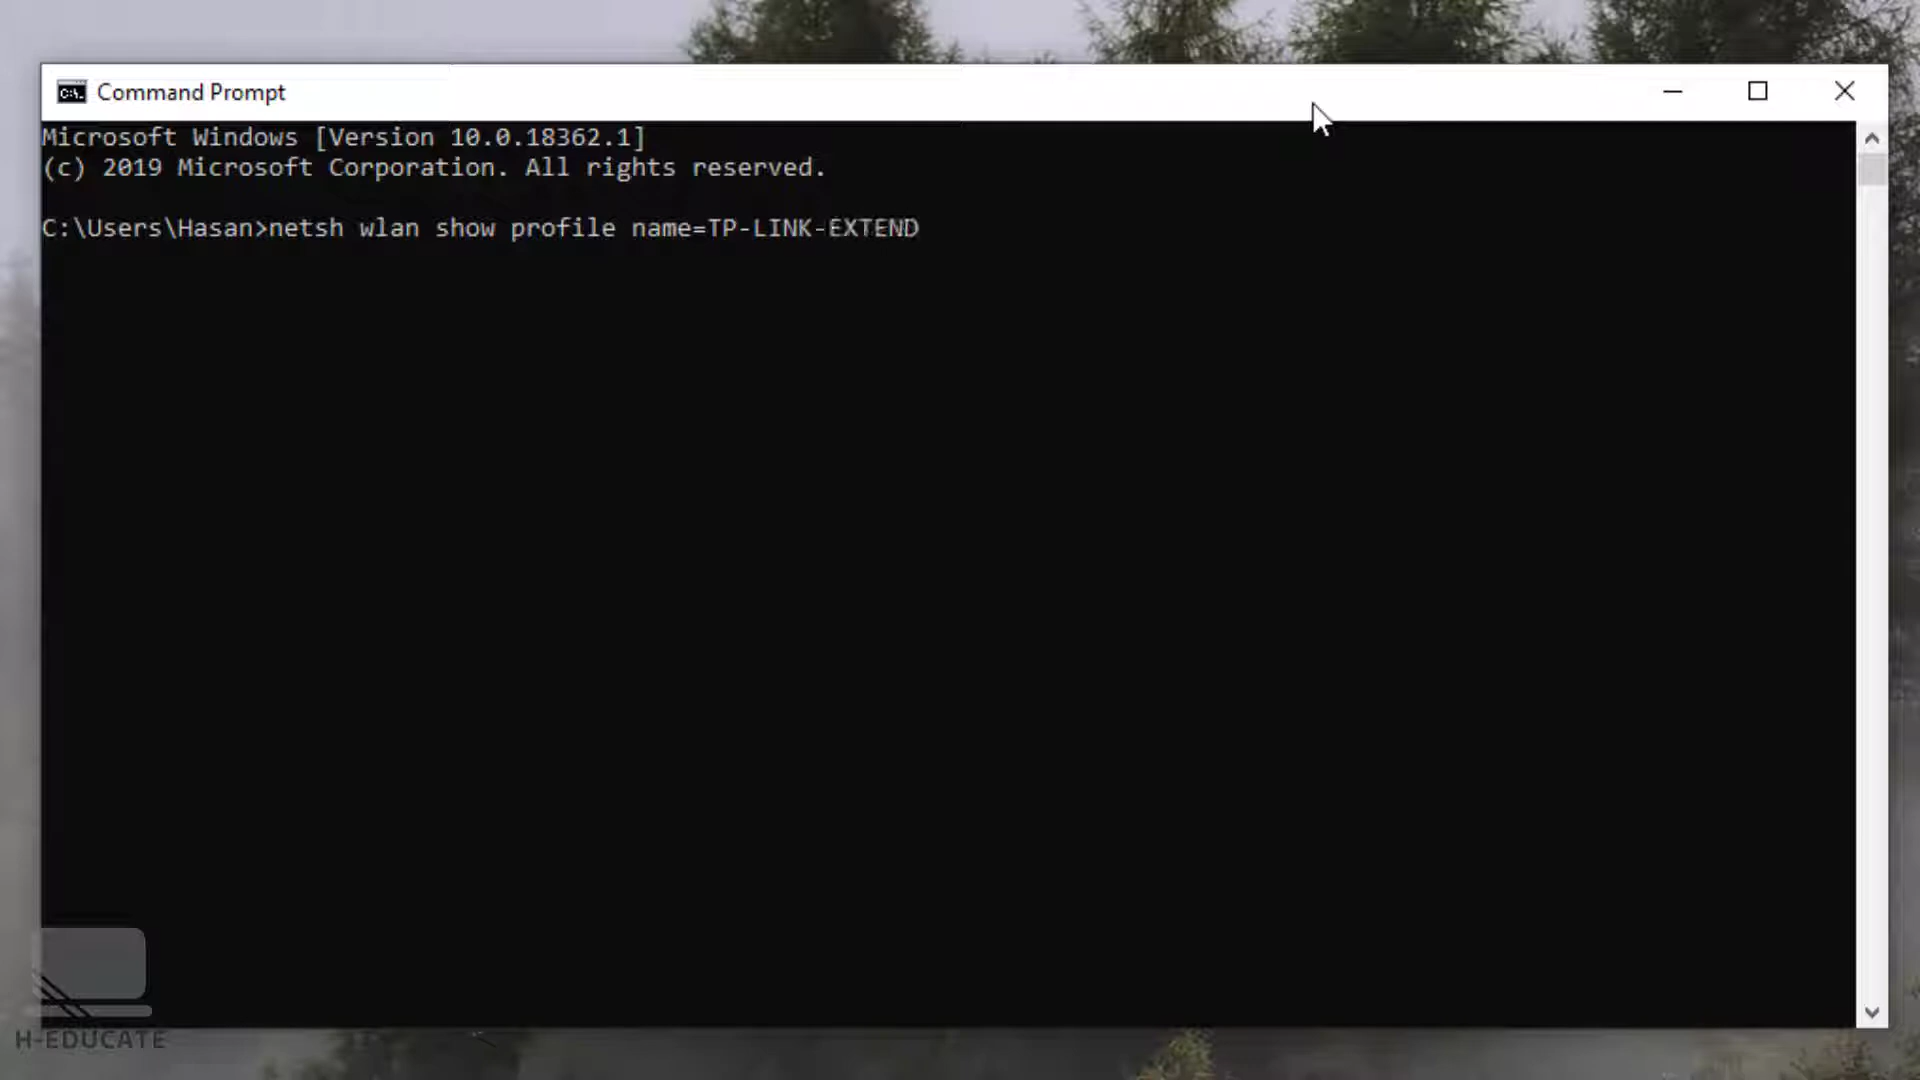 Command Prompt
Microsoft Windows [Version 10.0.18362.1]
(c) 2019 Microsoft Corporation. All rights reserved.
C:\Users\Hasan>netsh wlan show profile name=TP-LINK-EXTEND
H-EDUCATE